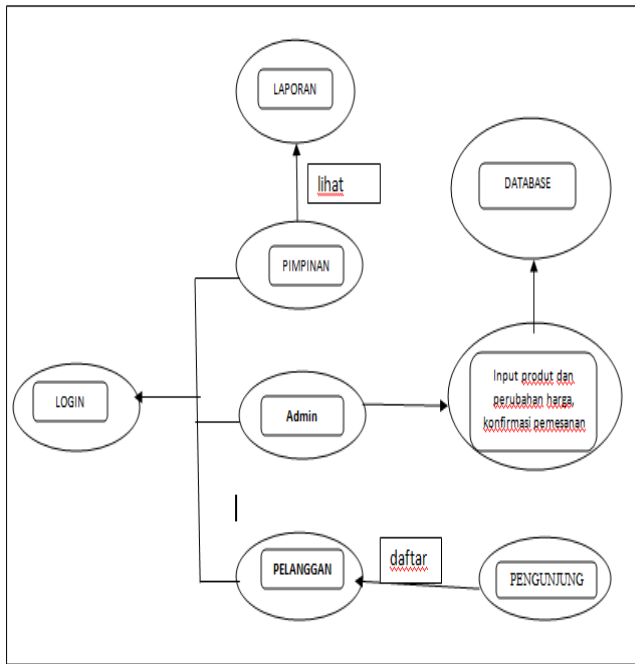 LAPORAN
lihat
DATABASE
PIMPINAN
LOGIN
Admin
Input produt dan
perubahan harga,
konfirmasi pemesanan
PELANGGAN
daftar
PENGUNJUNG